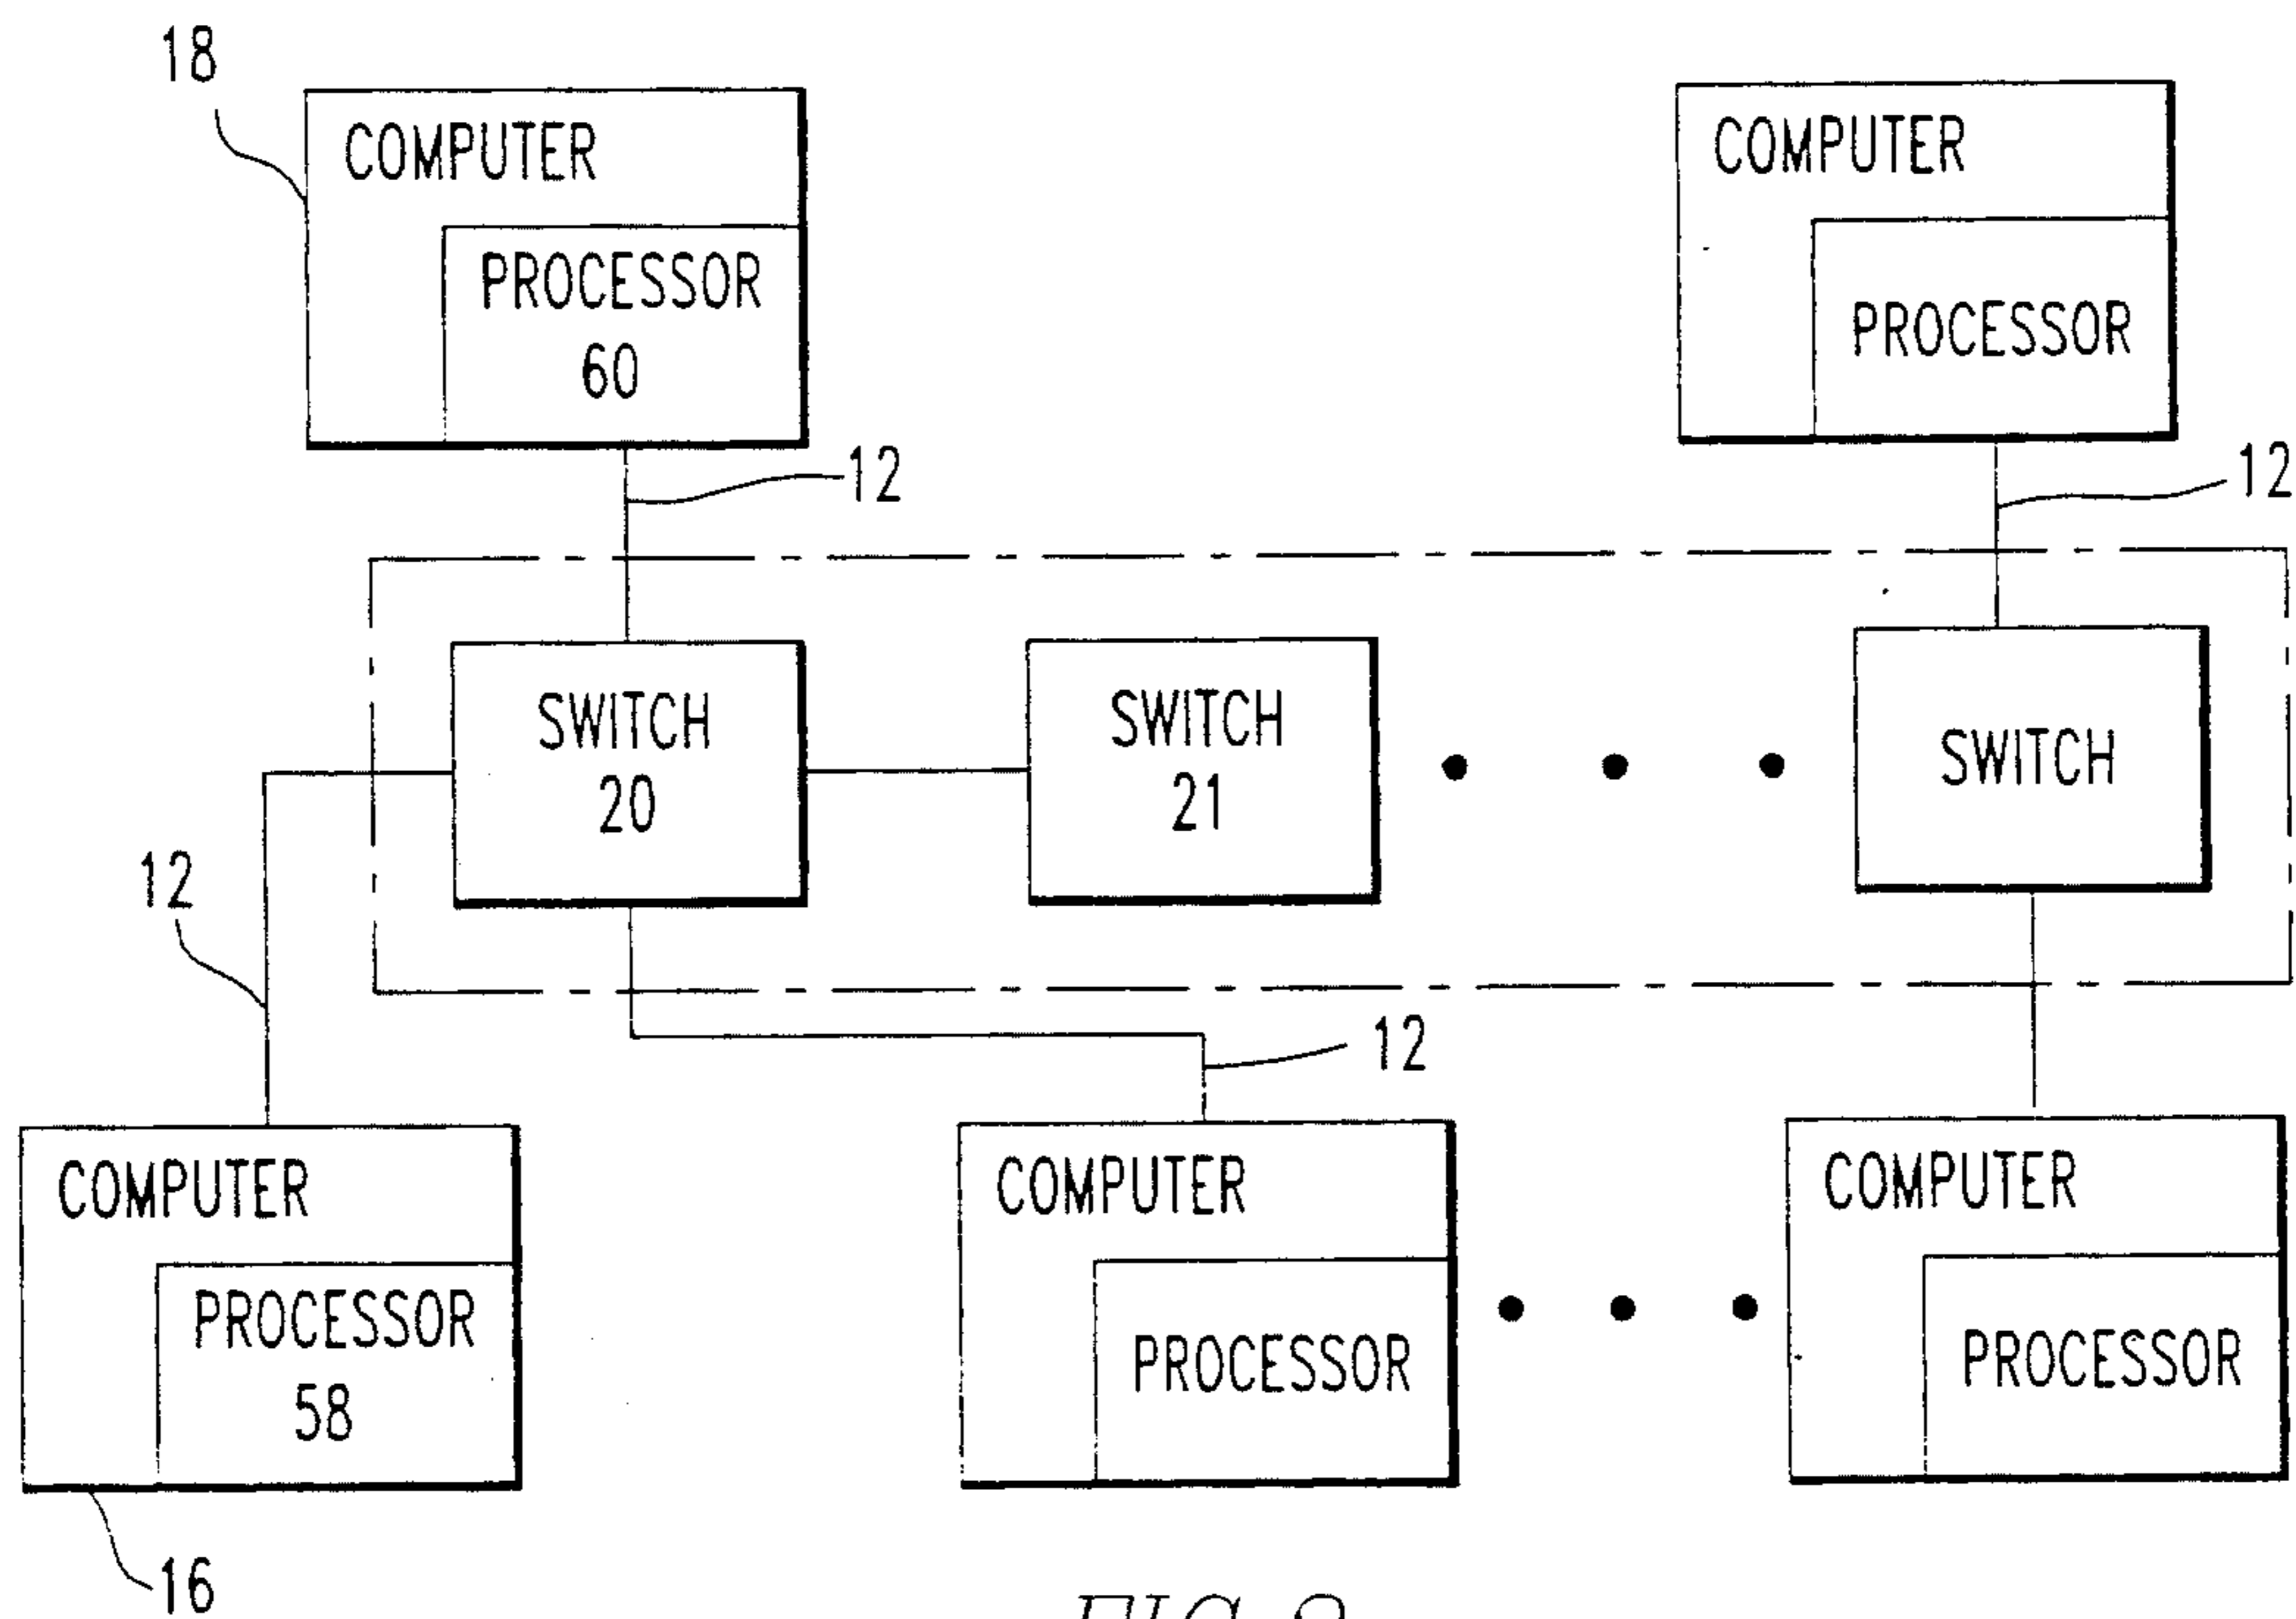 18
COMPUTER
PROCESSOR
60
COMPUTER
PROCESSOR
12
12
SWITCH
20
SWITCH
21
SWITCH
12
12
COMPUTER
PROCESSOR
58
COMPUTER
PROCESSOR
COMPUTER
PROCESSOR
16